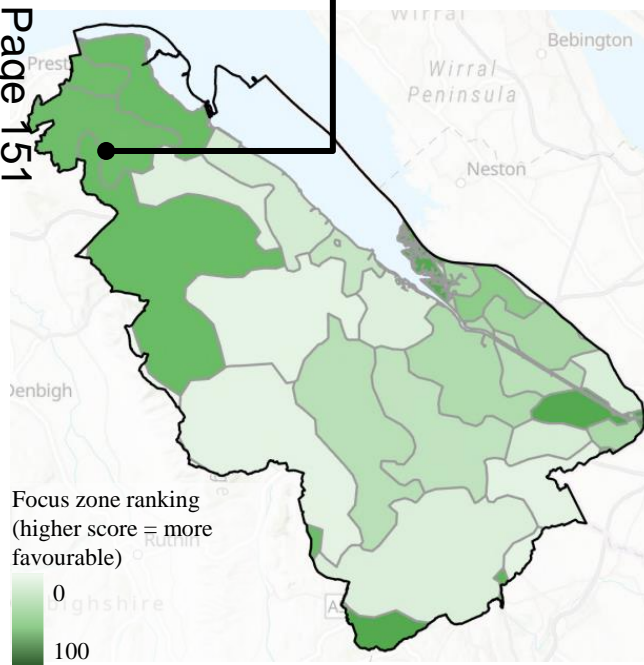 Page 151
Wirral
Bebington
Prest
Wirral
Peninsula
Neston
Denbigh
Focus zone ranking
(higher score = more
favourable)
Ruthin
0
bighshire
100